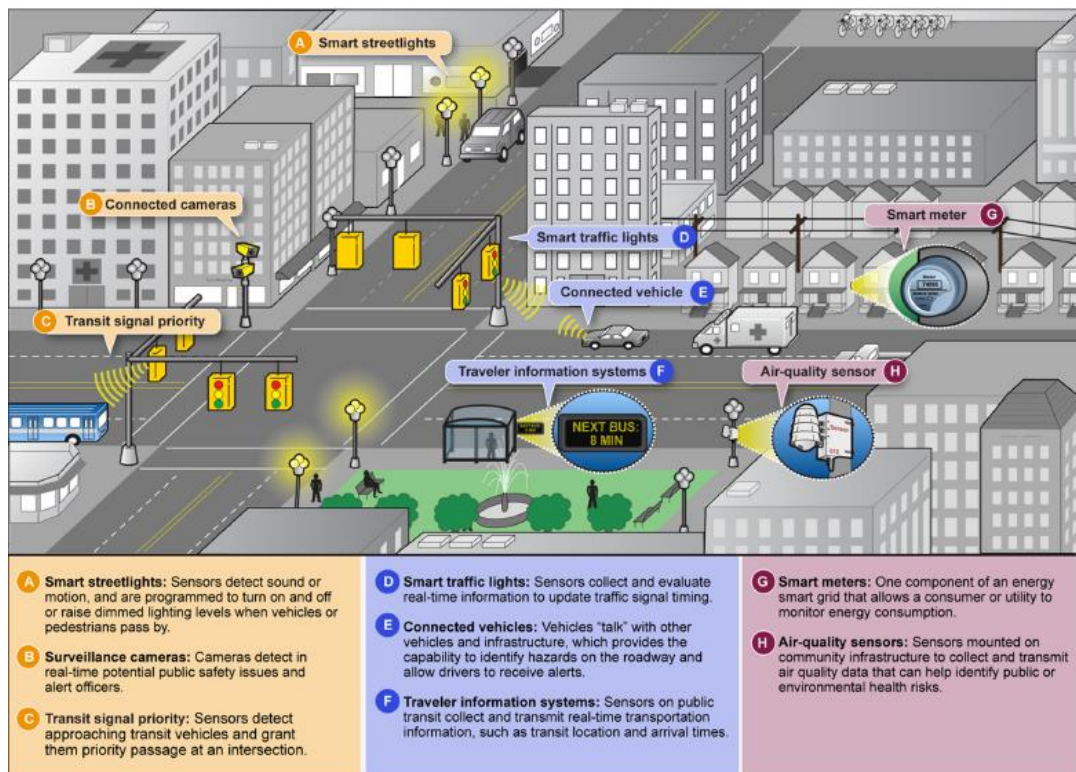 A Smart streetlights
B Connected cameras
Smart traffic lights D
Smart meter G
C Transit signal priority
Connected vehicle E
Traveler information systems F
Air-quality sensor H
NEXT BUS:
8 MIN
Sensor
A Smart streetlights: Sensors detect sound or
motion, and are programmed to turn on and off
or raise dimmed lighting levels when vehicles or
pedestrians pass by.
B Surveillance cameras: Cameras detect in
real-time potential public safety issues and
alert officers.
C Transit signal priority: Sensors detect
approaching transit vehicles and grant
them priority passage at an intersection.
D Smart traffic lights: Sensors collect and evaluate
real-time information to update traffic signal timing.
E Connected vehicles: Vehicles “talk” with other
vehicles and infrastructure, which provides the
capability to identify hazards on the roadway and
allow drivers to receive alerts.
F Traveler information systems: Sensors on public
transit collect and transmit real-time transportation
information, such as transit location and arrival times.
G Smart meters: One component of an energy
smart grid that allows a consumer or utility to
monitor energy consumption.
H Air-quality sensors: Sensors mounted on
community infrastructure to collect and transmit
air quality data that can help identify public or
environmental health risks.